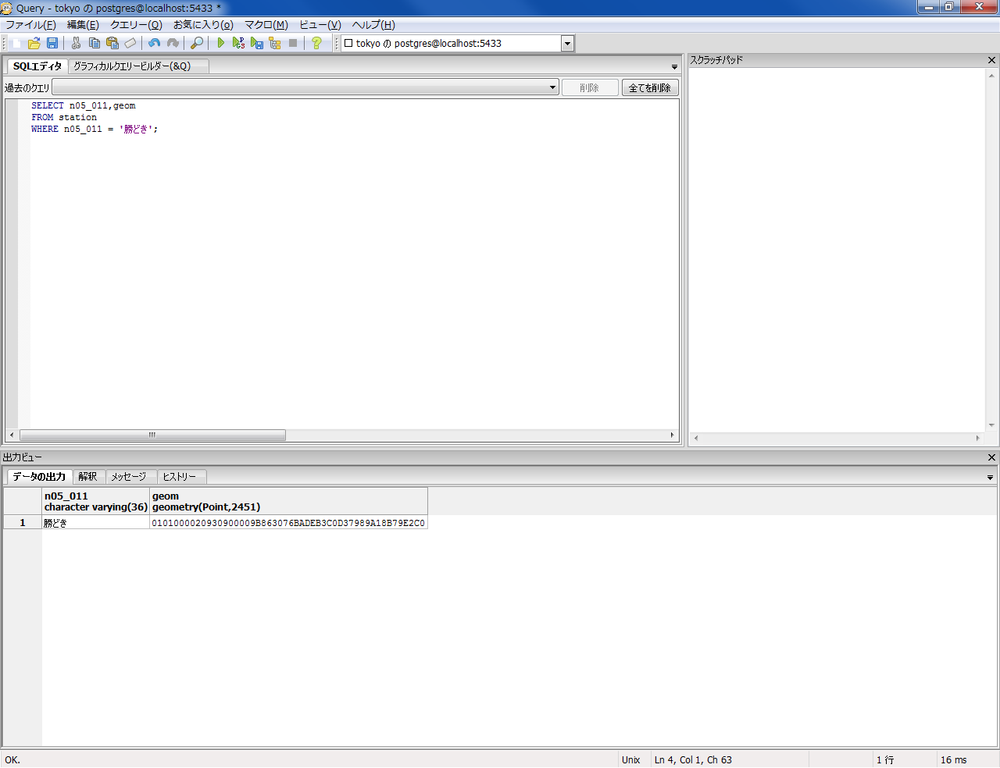 Query - tokyo の postgres@localhost:5433 *
ファイル(F) 編集(E) クエリー(Q) お気に入り(o) マクロ(M) ビュー(V) ヘルプ(H)
tokyo の postgres@localhost:5433
SQLエディタ グラフィカルクエリービルダー(&Q)
過去のクエリ 削除 全てを削除
SELECT n05_011,geom
FROM station
WHERE n05_011 = '勝どき';
スクラッチパッド
出力ビュー
データの出力 解釈 メッセージ ヒストリー
n05_011 geom
character varying(36) geometry(Point,2451)
1 勝どき 0101000020930900009B863076BADEB3C0D37989A18B79E2C0
OK. Unix Ln 4, Col 1, Ch 63 1 行 16 ms